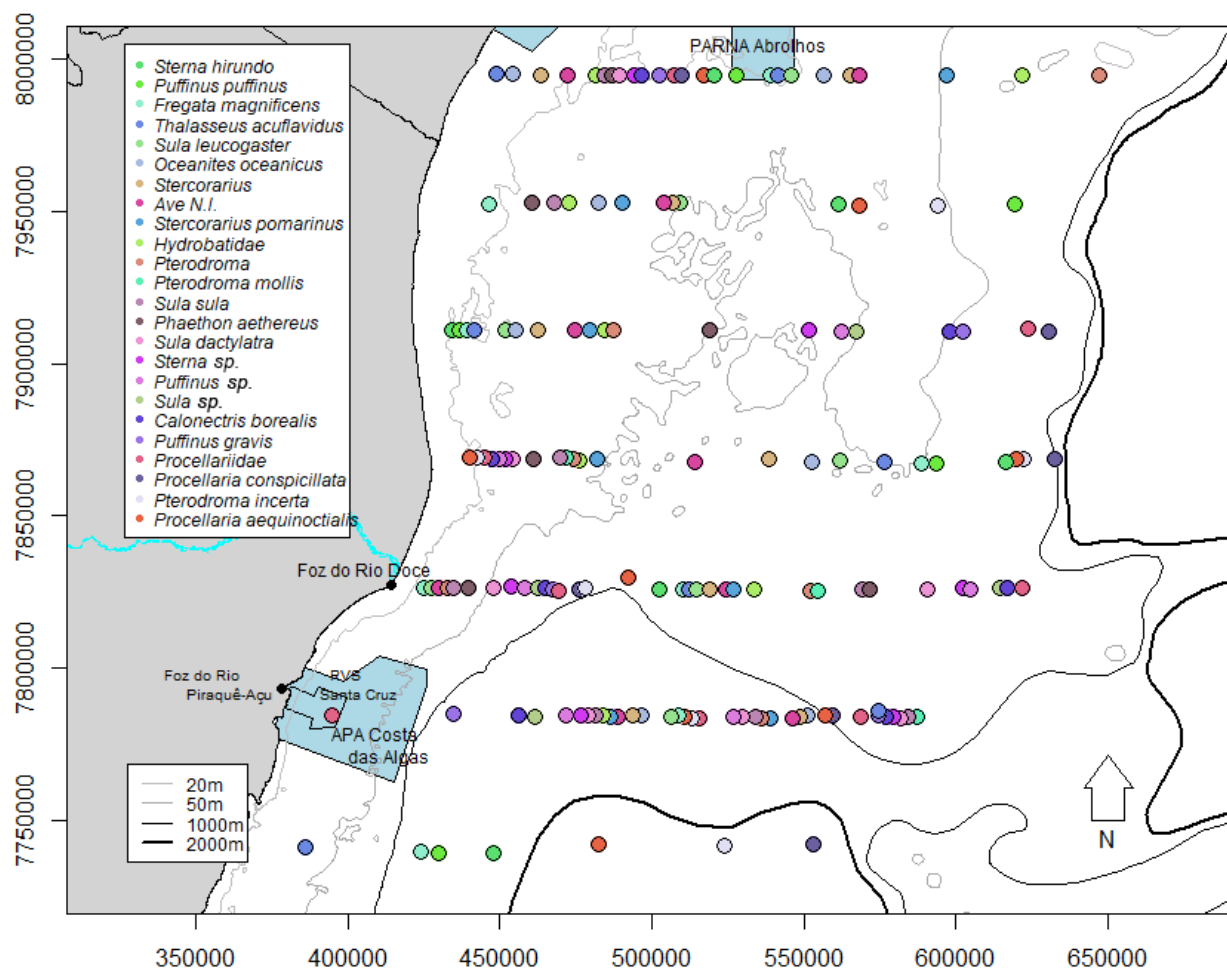 PARNA Abrolhos
Sterna hirundo
Puffinus puffinus
Fregata magnificens
Thalasseus acuflavidus
Sula leucogaster
Oceanites oceanicus
Stercorarius
Ave N.I.
Stercorarius pomarinus
Hydrobatidae
Pterodroma
Pterodroma mollis
Sula sula
Phaethon aethereus
Sula dactylatra
Sterna sp.
Puffinus sp.
Sula sp.
Calonectris borealis
Puffinus gravis
Procellariidae
Procellaria conspicillata
Pterodroma incerta
Procellaria aequinoctialis
Foz do Rio Doce
Foz do Rio
Piraquê-Açu
RVS
Santa Cruz
APA Costa
das Algas
20m
50m
1000m
2000m
N
8000000
7950000
7900000
7850000
7800000
7750000
350000 400000 450000 500000 550000 600000 650000